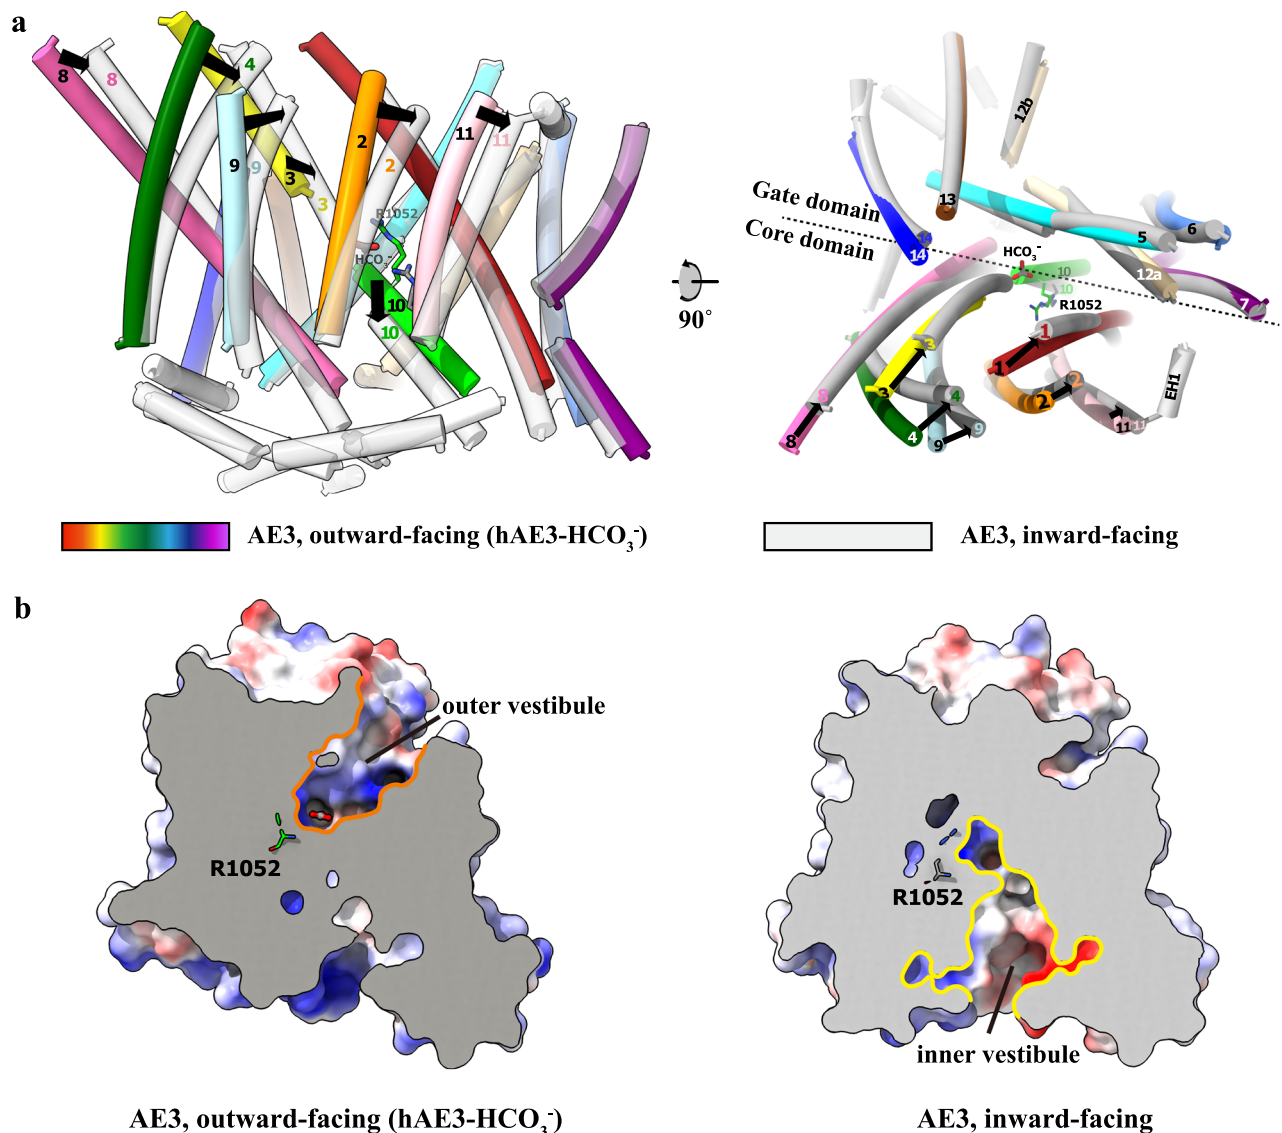 a
8
8
4
9
9
3
3
2
2
11
11
R1052
HCO₃⁻
10
10
90°
12b
13
Gate domain
Core domain
14
14
HCO₃⁻
5
6
10
12a
10
7
R1052
1
1
3
3
8
8
4
4
9
9
2
2
11
11
EH1
AE3, outward-facing (hAE3-HCO₃⁻)
AE3, inward-facing
b
outer vestibule
R1052
R1052
inner vestibule
AE3, outward-facing (hAE3-HCO₃⁻)
AE3, inward-facing